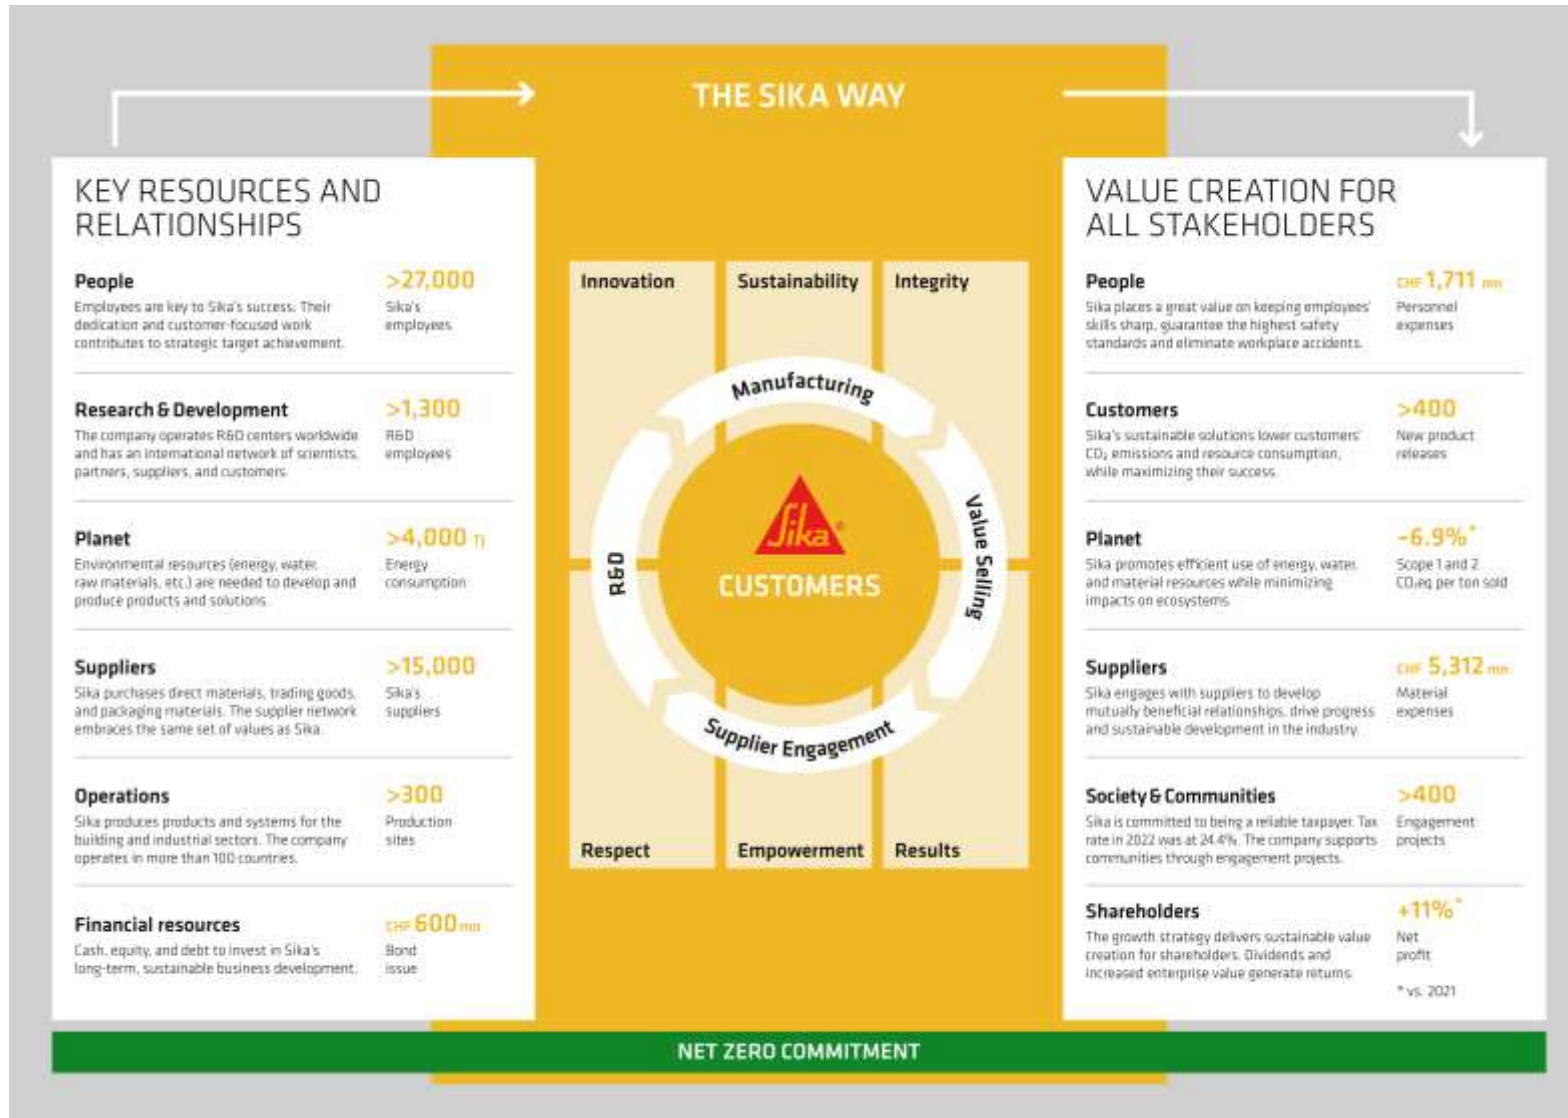 THE SIKA WAY
KEY RESOURCES AND
RELATIONSHIPS
People
Employees are key to Sika's success. Their
dedication and customer-focused work
contributes to strategic target achievement.
>27,000
Sika's
employees
Research & Development
The company operates R&D centers worldwide
and has an international network of scientists,
partners, suppliers, and customers.
>1,300
R&D
employees
Planet
Environmental resources (energy, water,
raw materials, etc.) are needed to develop and
produce products and solutions.
>4,000 TJ
Energy
consumption
Suppliers
Sika purchases direct materials, trading goods,
and packaging materials. The supplier network
embraces the same set of values as Sika.
>15,000
Sika's
suppliers
Operations
Sika produces products and systems for the
building and industrial sectors. The company
operates in more than 100 countries.
>300
Production
sites
Financial resources
Cash, equity, and debt to invest in Sika's
long-term, sustainable business development.
CHF 600 mn
Bond
issue
Innovation
Sustainability
Integrity
Manufacturing
Value Selling
Supplier Engagement
R&D
Sika®
CUSTOMERS
Respect
Empowerment
Results
VALUE CREATION FOR
ALL STAKEHOLDERS
People
Sika places a great value on keeping employees'
skills sharp, guarantee the highest safety
standards and eliminate workplace accidents.
CHF 1,711 mn
Personnel
expenses
Customers
Sika's sustainable solutions lower customers'
CO₂ emissions and resource consumption,
while maximizing their success.
>400
New product
releases
Planet
Sika promotes efficient use of energy, water,
and material resources while minimizing
impacts on ecosystems.
-6.9%*
Scope 1 and 2
CO₂eq per ton sold
Suppliers
Sika engages with suppliers to develop
mutually beneficial relationships, drive progress
and sustainable development in the industry.
CHF 5,312 mn
Material
expenses
Society & Communities
Sika is committed to being a reliable taxpayer. Tax
rate in 2022 was at 24.4%. The company supports
communities through engagement projects.
>400
Engagement
projects
Shareholders
The growth strategy delivers sustainable value
creation for shareholders. Dividends and
increased enterprise value generate returns.
+11%*
Net
profit
* vs. 2021
NET ZERO COMMITMENT